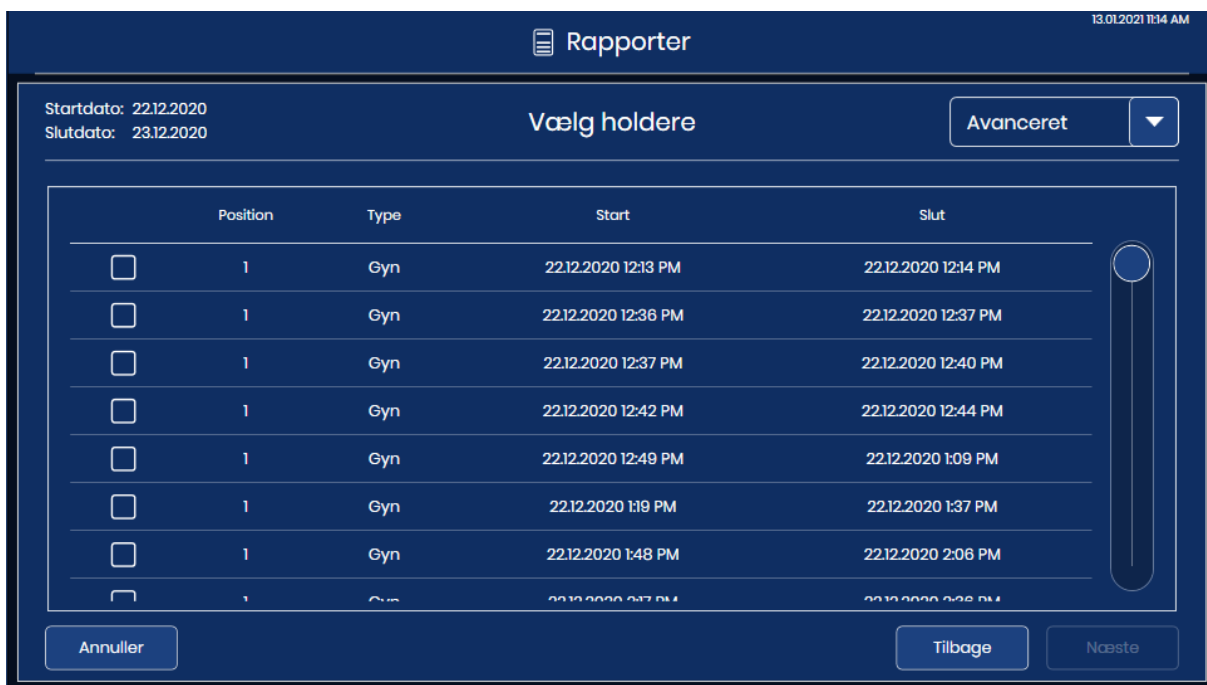 13.01.2021 11:14 AM
Rapporter
Startdato: 22.12.2020
Slutdato: 23.12.2020
Vælg holdere
Avanceret
Position Type Start Slut
1 Gyn 22.12.2020 12:13 PM 22.12.2020 12:14 PM
1 Gyn 22.12.2020 12:36 PM 22.12.2020 12:37 PM
1 Gyn 22.12.2020 12:37 PM 22.12.2020 12:40 PM
1 Gyn 22.12.2020 12:42 PM 22.12.2020 12:44 PM
1 Gyn 22.12.2020 12:49 PM 22.12.2020 1:09 PM
1 Gyn 22.12.2020 1:19 PM 22.12.2020 1:37 PM
1 Gyn 22.12.2020 1:48 PM 22.12.2020 2:06 PM
Annuller
Tilbage
Næste